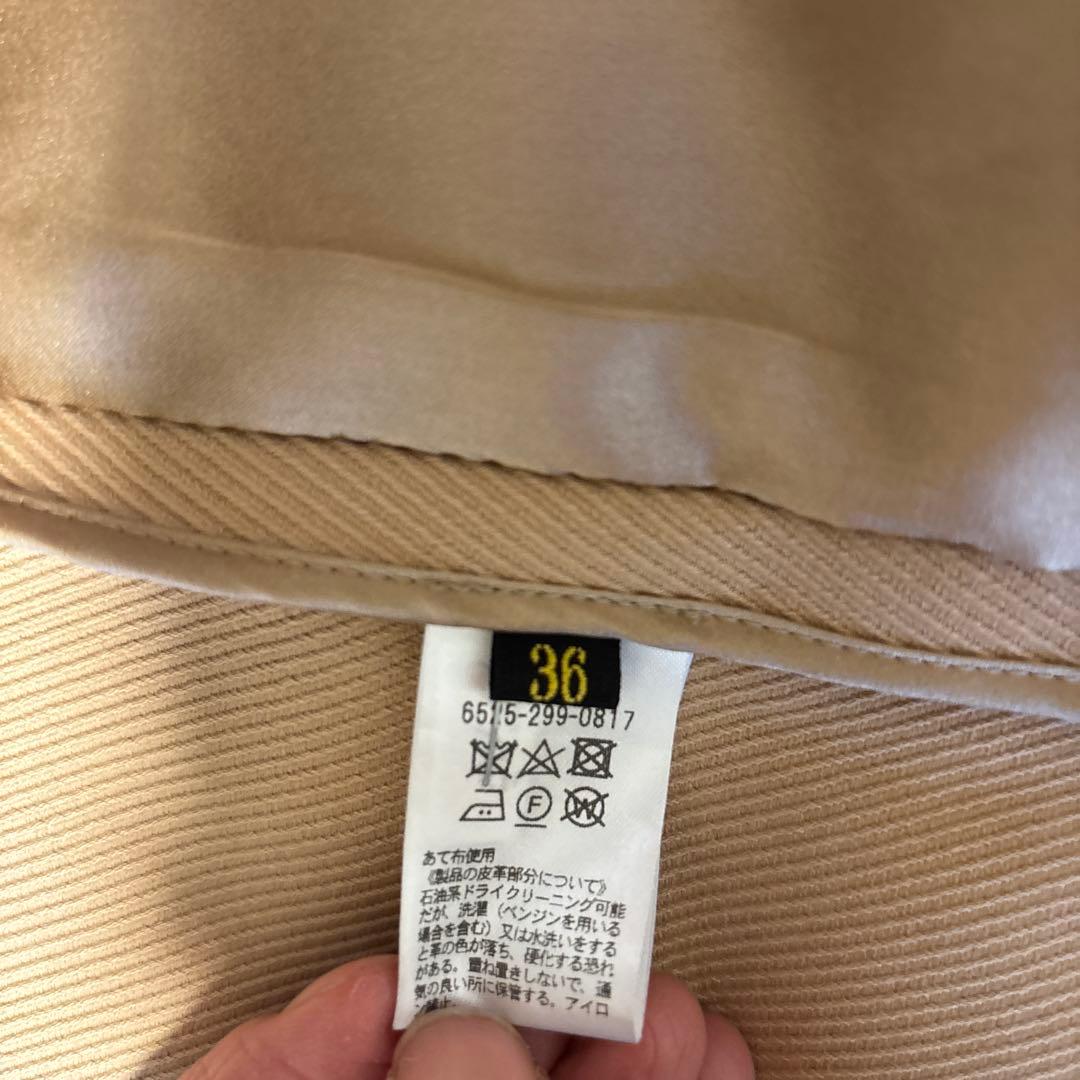 36
6525-299-0817
F
W
あて布使用
《製品の皮革部分について》
石油系ドライクリーニング可能
だが、洗濯（ベンジンを用いる
場合を含む）又は水洗いをする
と革の色が落ち、硬化する恐れ
がある。重ね置きしないで、通
気の良い所に保管する。アイロ
ン禁止。